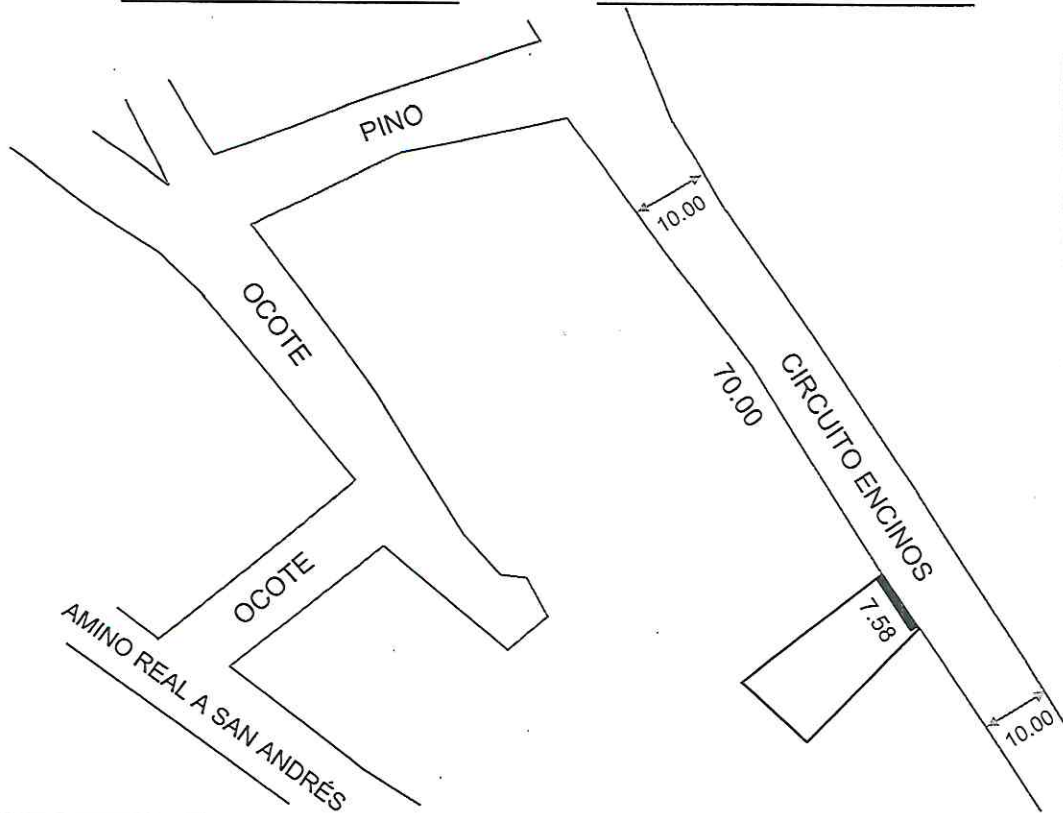 PINO
10.00
OCOTE
70.00
CIRCUITO ENCINOS
OCOTE
7.58
AMINO REAL A SAN ANDRÉS
10.00